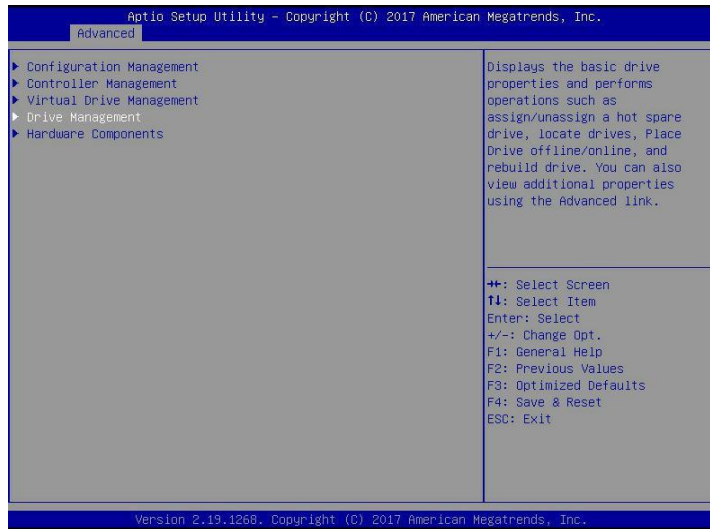 Aptio Setup Utility – Copyright (C) 2017 American Megatrends, Inc.
Advanced
Configuration Management
Controller Management
Virtual Drive Management
Drive Management
Hardware Components
Displays the basic drive
properties and performs
operations such as
assign/unassign a hot spare
drive, locate drives, Place
Drive offline/online, and
rebuild drive. You can also
view additional properties
using the Advanced link.
→←: Select Screen
↑↓: Select Item
Enter: Select
+/-: Change Opt.
F1: General Help
F2: Previous Values
F3: Optimized Defaults
F4: Save & Reset
ESC: Exit
Version 2.19.1268. Copyright (C) 2017 American Megatrends, Inc.